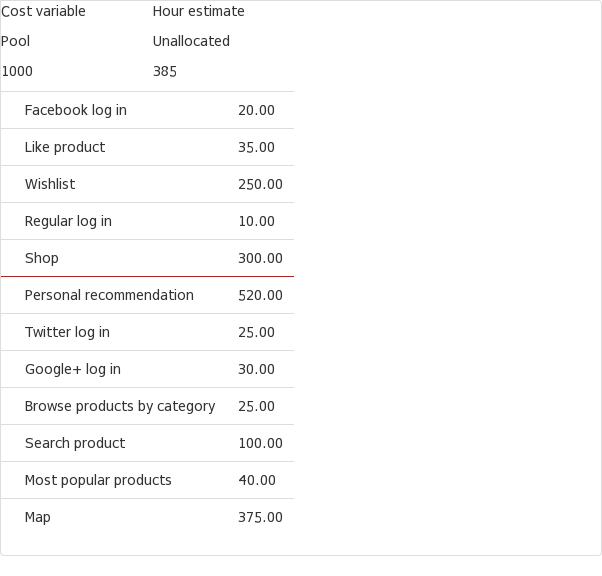 Cost variable Hour estimate
Pool Unallocated
1000 385
Facebook log in 20.00
Like product 35.00
Wishlist 250.00
Regular log in 10.00
Shop 300.00
Personal recommendation 520.00
Twitter log in 25.00
Google+ log in 30.00
Browse products by category 25.00
Search product 100.00
Most popular products 40.00
Map 375.00